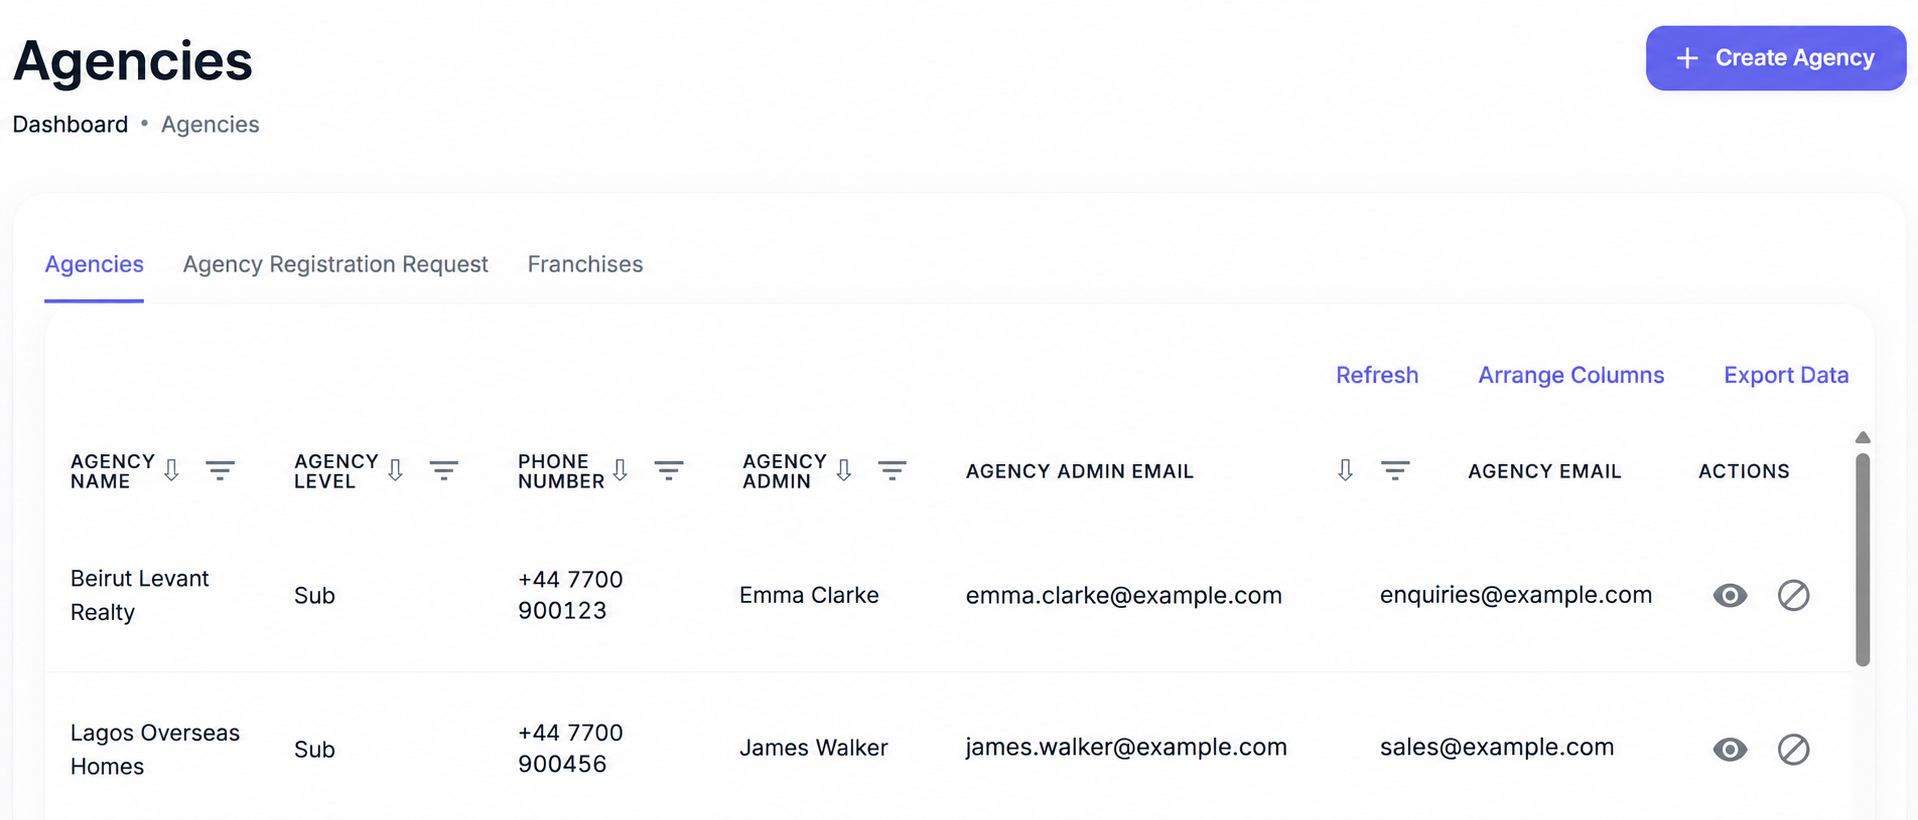 Agencies
+ Create Agency
Dashboard • Agencies
Agencies Agency Registration Request Franchises
Refresh Arrange Columns Export Data
AGENCY NAME AGENCY LEVEL PHONE NUMBER AGENCY ADMIN AGENCY ADMIN EMAIL AGENCY EMAIL ACTIONS
Beirut Levant
Realty
Sub
+44 7700
900123
Emma Clarke
emma.clarke@example.com
enquiries@example.com
Lagos Overseas
Homes
Sub
+44 7700
900456
James Walker
james.walker@example.com
sales@example.com